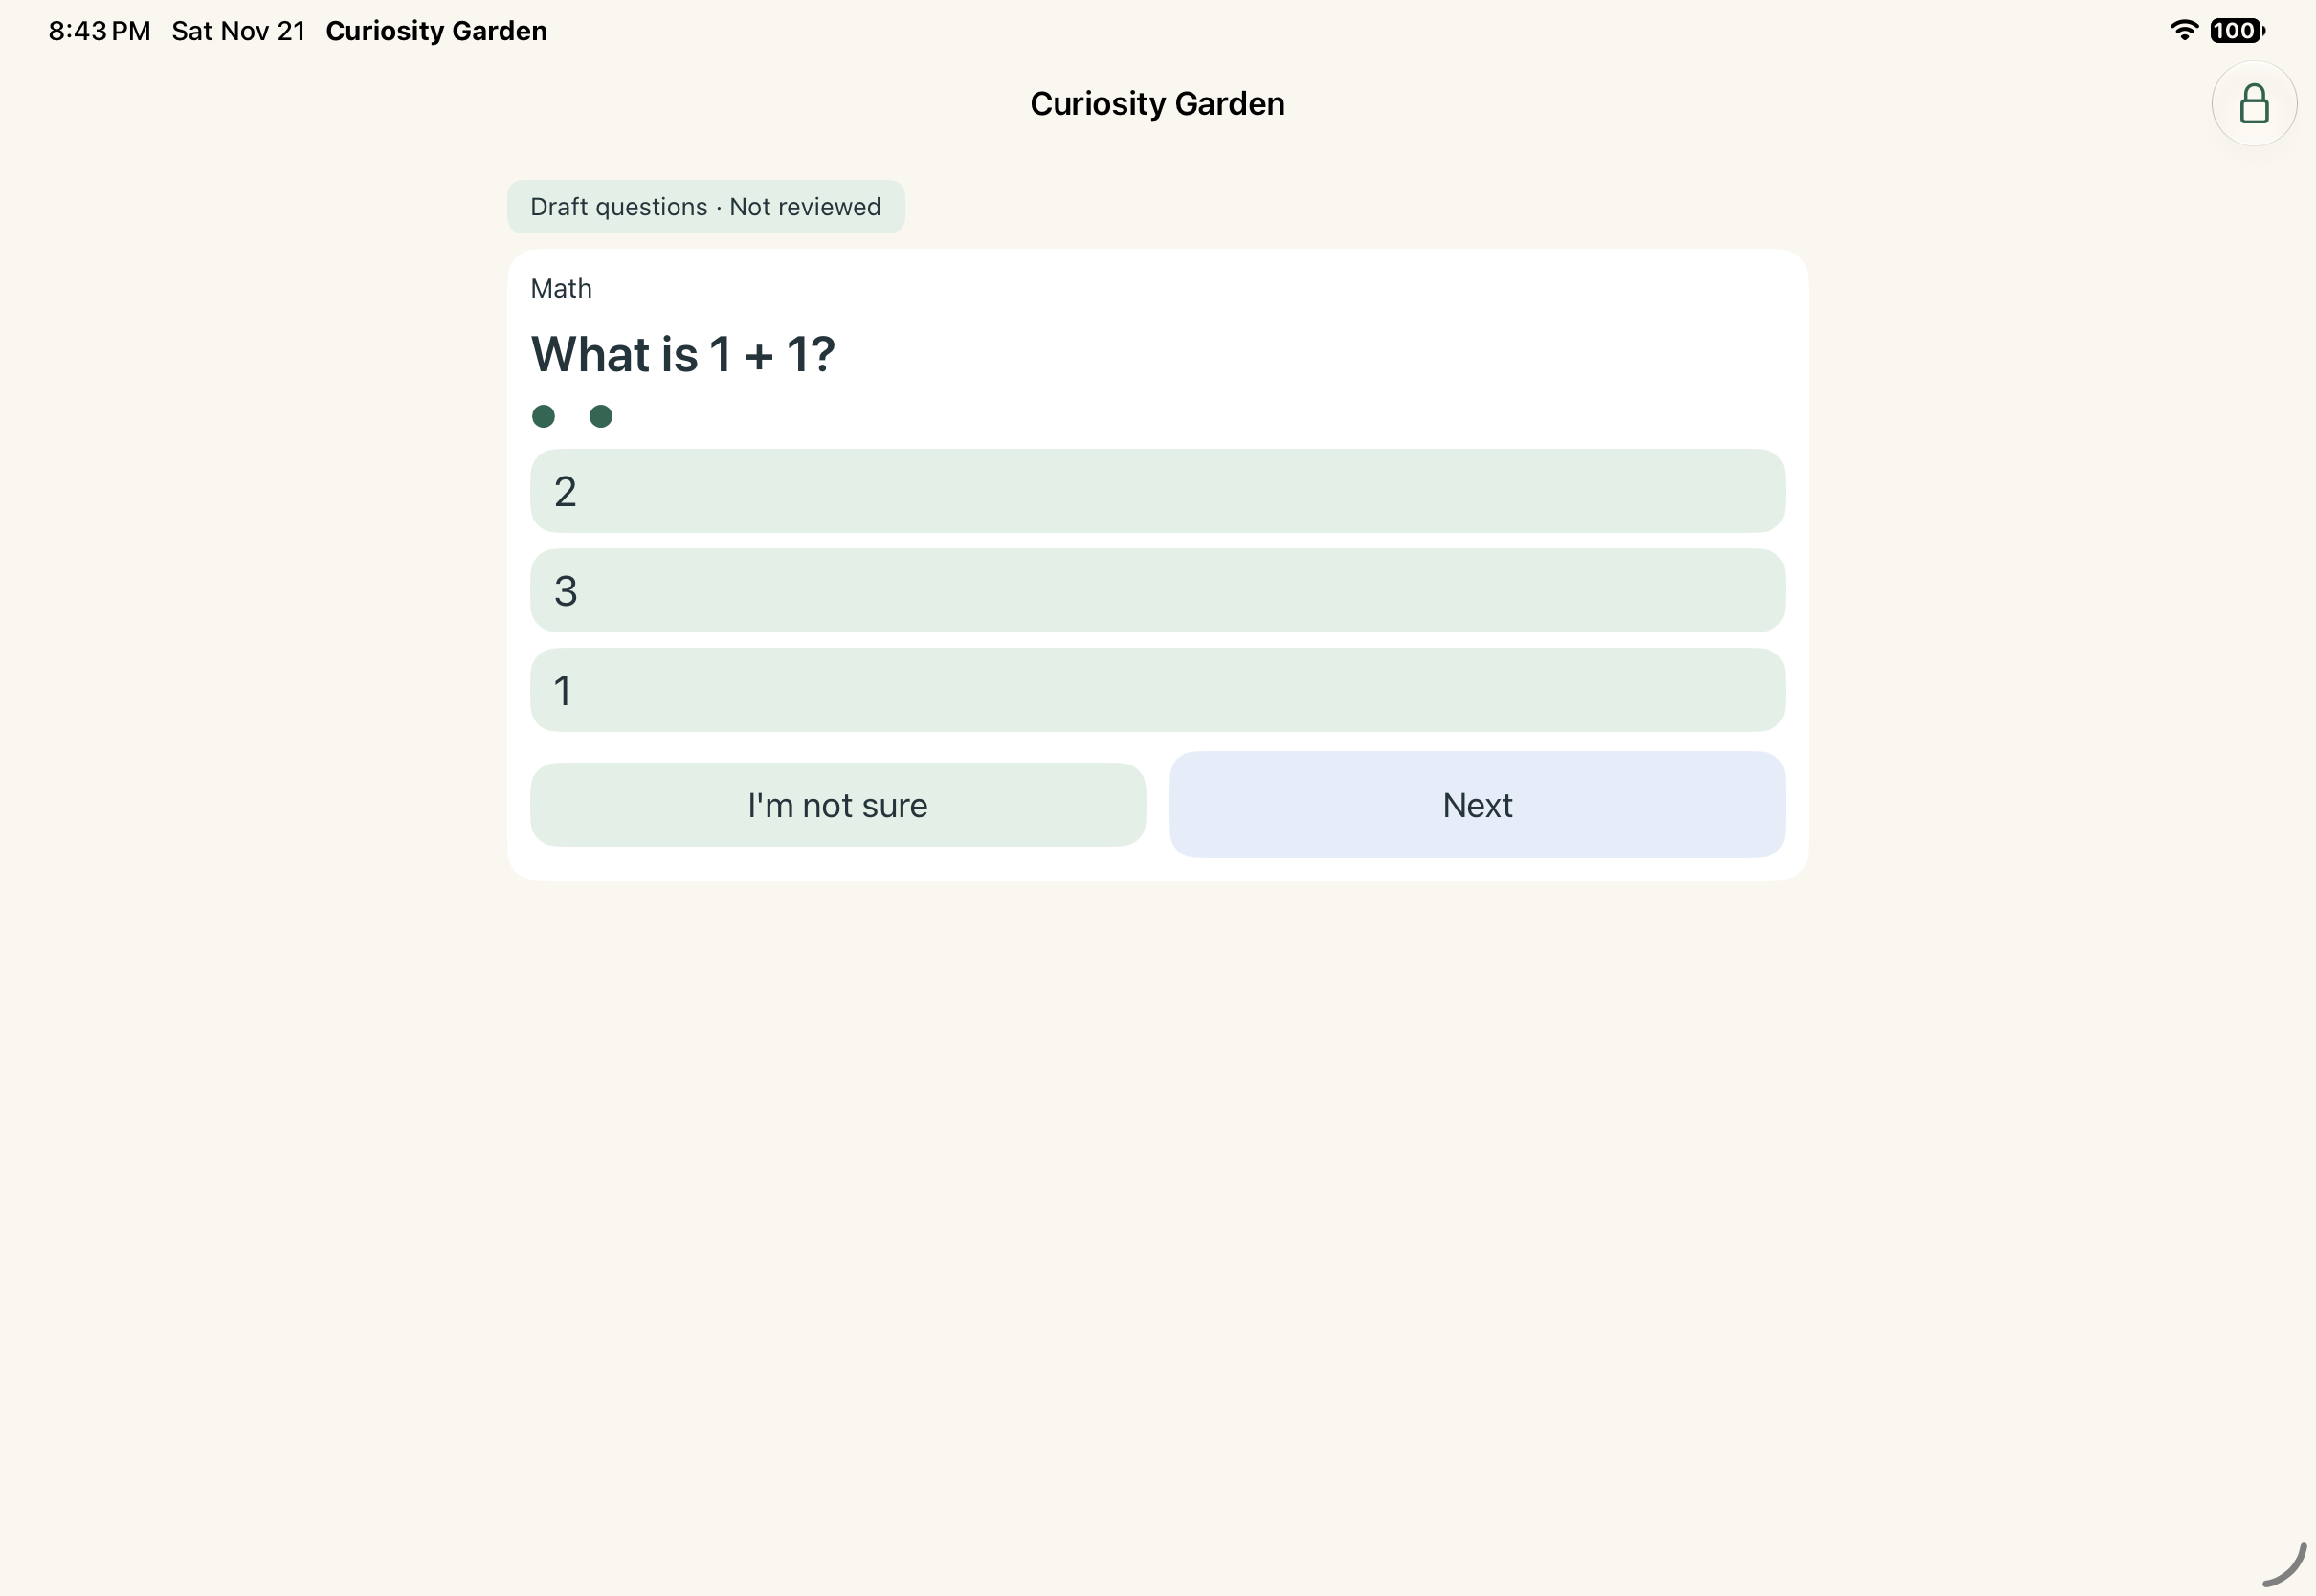 8:43 PM Sat Nov 21 Curiosity Garden 100
Curiosity Garden
Draft questions · Not reviewed
Math
What is 1 + 1?
2
3
1
I'm not sure Next